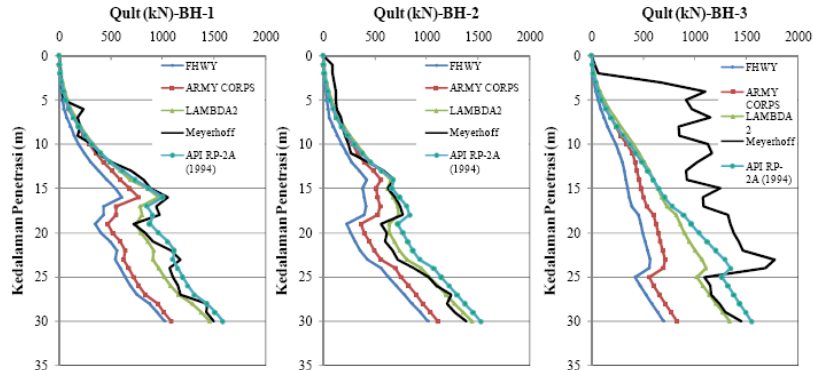 Qult (kN)-BH-1
0 500 1000 1500 2000
0
5
10
15
20
25
30
35
Kedalaman Penetrasi (m)
FHWY
ARMY CORPS
LAMBDA2
Meyerhoff
API RP-2A
(1994)
Qult (kN)-BH-2
0 500 1000 1500 2000
0
5
10
15
20
25
30
35
Kedalaman Penetrasi (m)
FHWY
ARMY CORPS
LAMBDA2
Meyerhoff
API RP-2A
(1994)
Qult (kN)-BH-3
0 500 1000 1500 2000
0
5
10
15
20
25
30
35
Kedalaman Penetrasi (m)
FHWY
ARMY
CORPS
LAMBDA
2
Meyerhoff
API RP-
2A (1994)